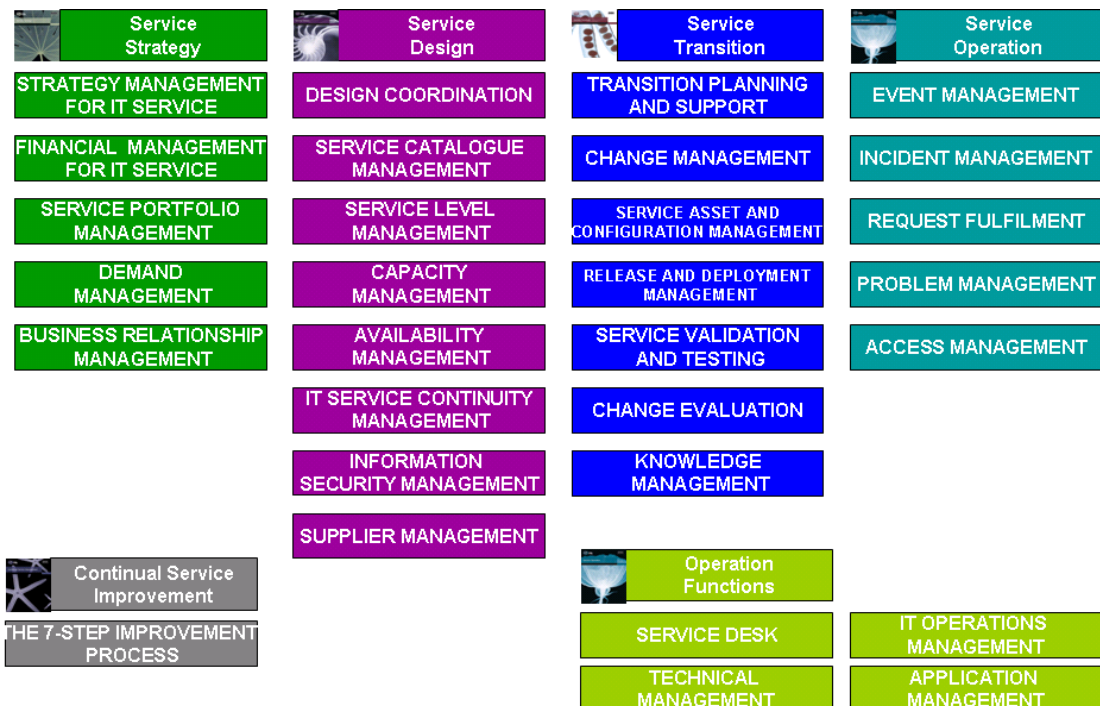 Service
Strategy
STRATEGY MANAGEMENT
FOR IT SERVICE
FINANCIAL MANAGEMENT
FOR IT SERVICE
SERVICE PORTFOLIO
MANAGEMENT
DEMAND
MANAGEMENT
BUSINESS RELATIONSHIP
MANAGEMENT
Service
Design
DESIGN COORDINATION
SERVICE CATALOGUE
MANAGEMENT
SERVICE LEVEL
MANAGEMENT
CAPACITY
MANAGEMENT
AVAILABILITY
MANAGEMENT
IT SERVICE CONTINUITY
MANAGEMENT
INFORMATION
SECURITY MANAGEMENT
SUPPLIER MANAGEMENT
Service
Transition
TRANSITION PLANNING
AND SUPPORT
CHANGE MANAGEMENT
SERVICE ASSET AND
CONFIGURATION MANAGEMENT
RELEASE AND DEPLOYMENT
MANAGEMENT
SERVICE VALIDATION
AND TESTING
CHANGE EVALUATION
KNOWLEDGE
MANAGEMENT
Service
Operation
EVENT MANAGEMENT
INCIDENT MANAGEMENT
REQUEST FULFILMENT
PROBLEM MANAGEMENT
ACCESS MANAGEMENT
Continual Service
Improvement
THE 7-STEP IMPROVEMENT
PROCESS
Operation
Functions
SERVICE DESK
IT OPERATIONS
MANAGEMENT
TECHNICAL
MANAGEMENT
APPLICATION
MANAGEMENT